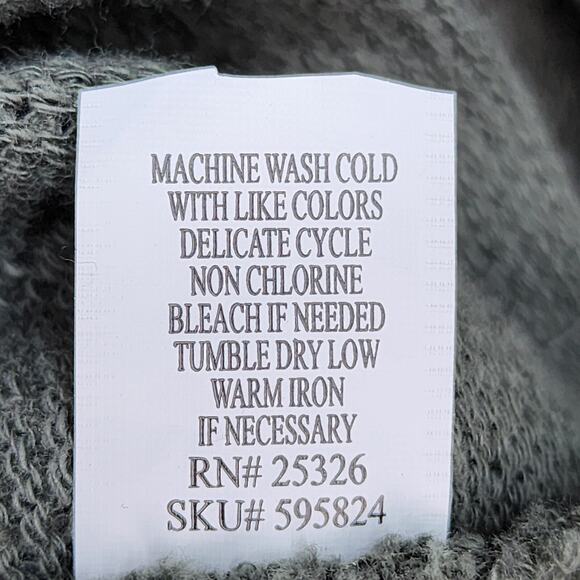 MACHINE WASH COLD
WITH LIKE COLORS
DELICATE CYCLE
NON CHLORINE
BLEACH IF NEEDED
TUMBLE DRY LOW
WARM IRON
IF NECESSARY
RN# 25326
SKU# 595824